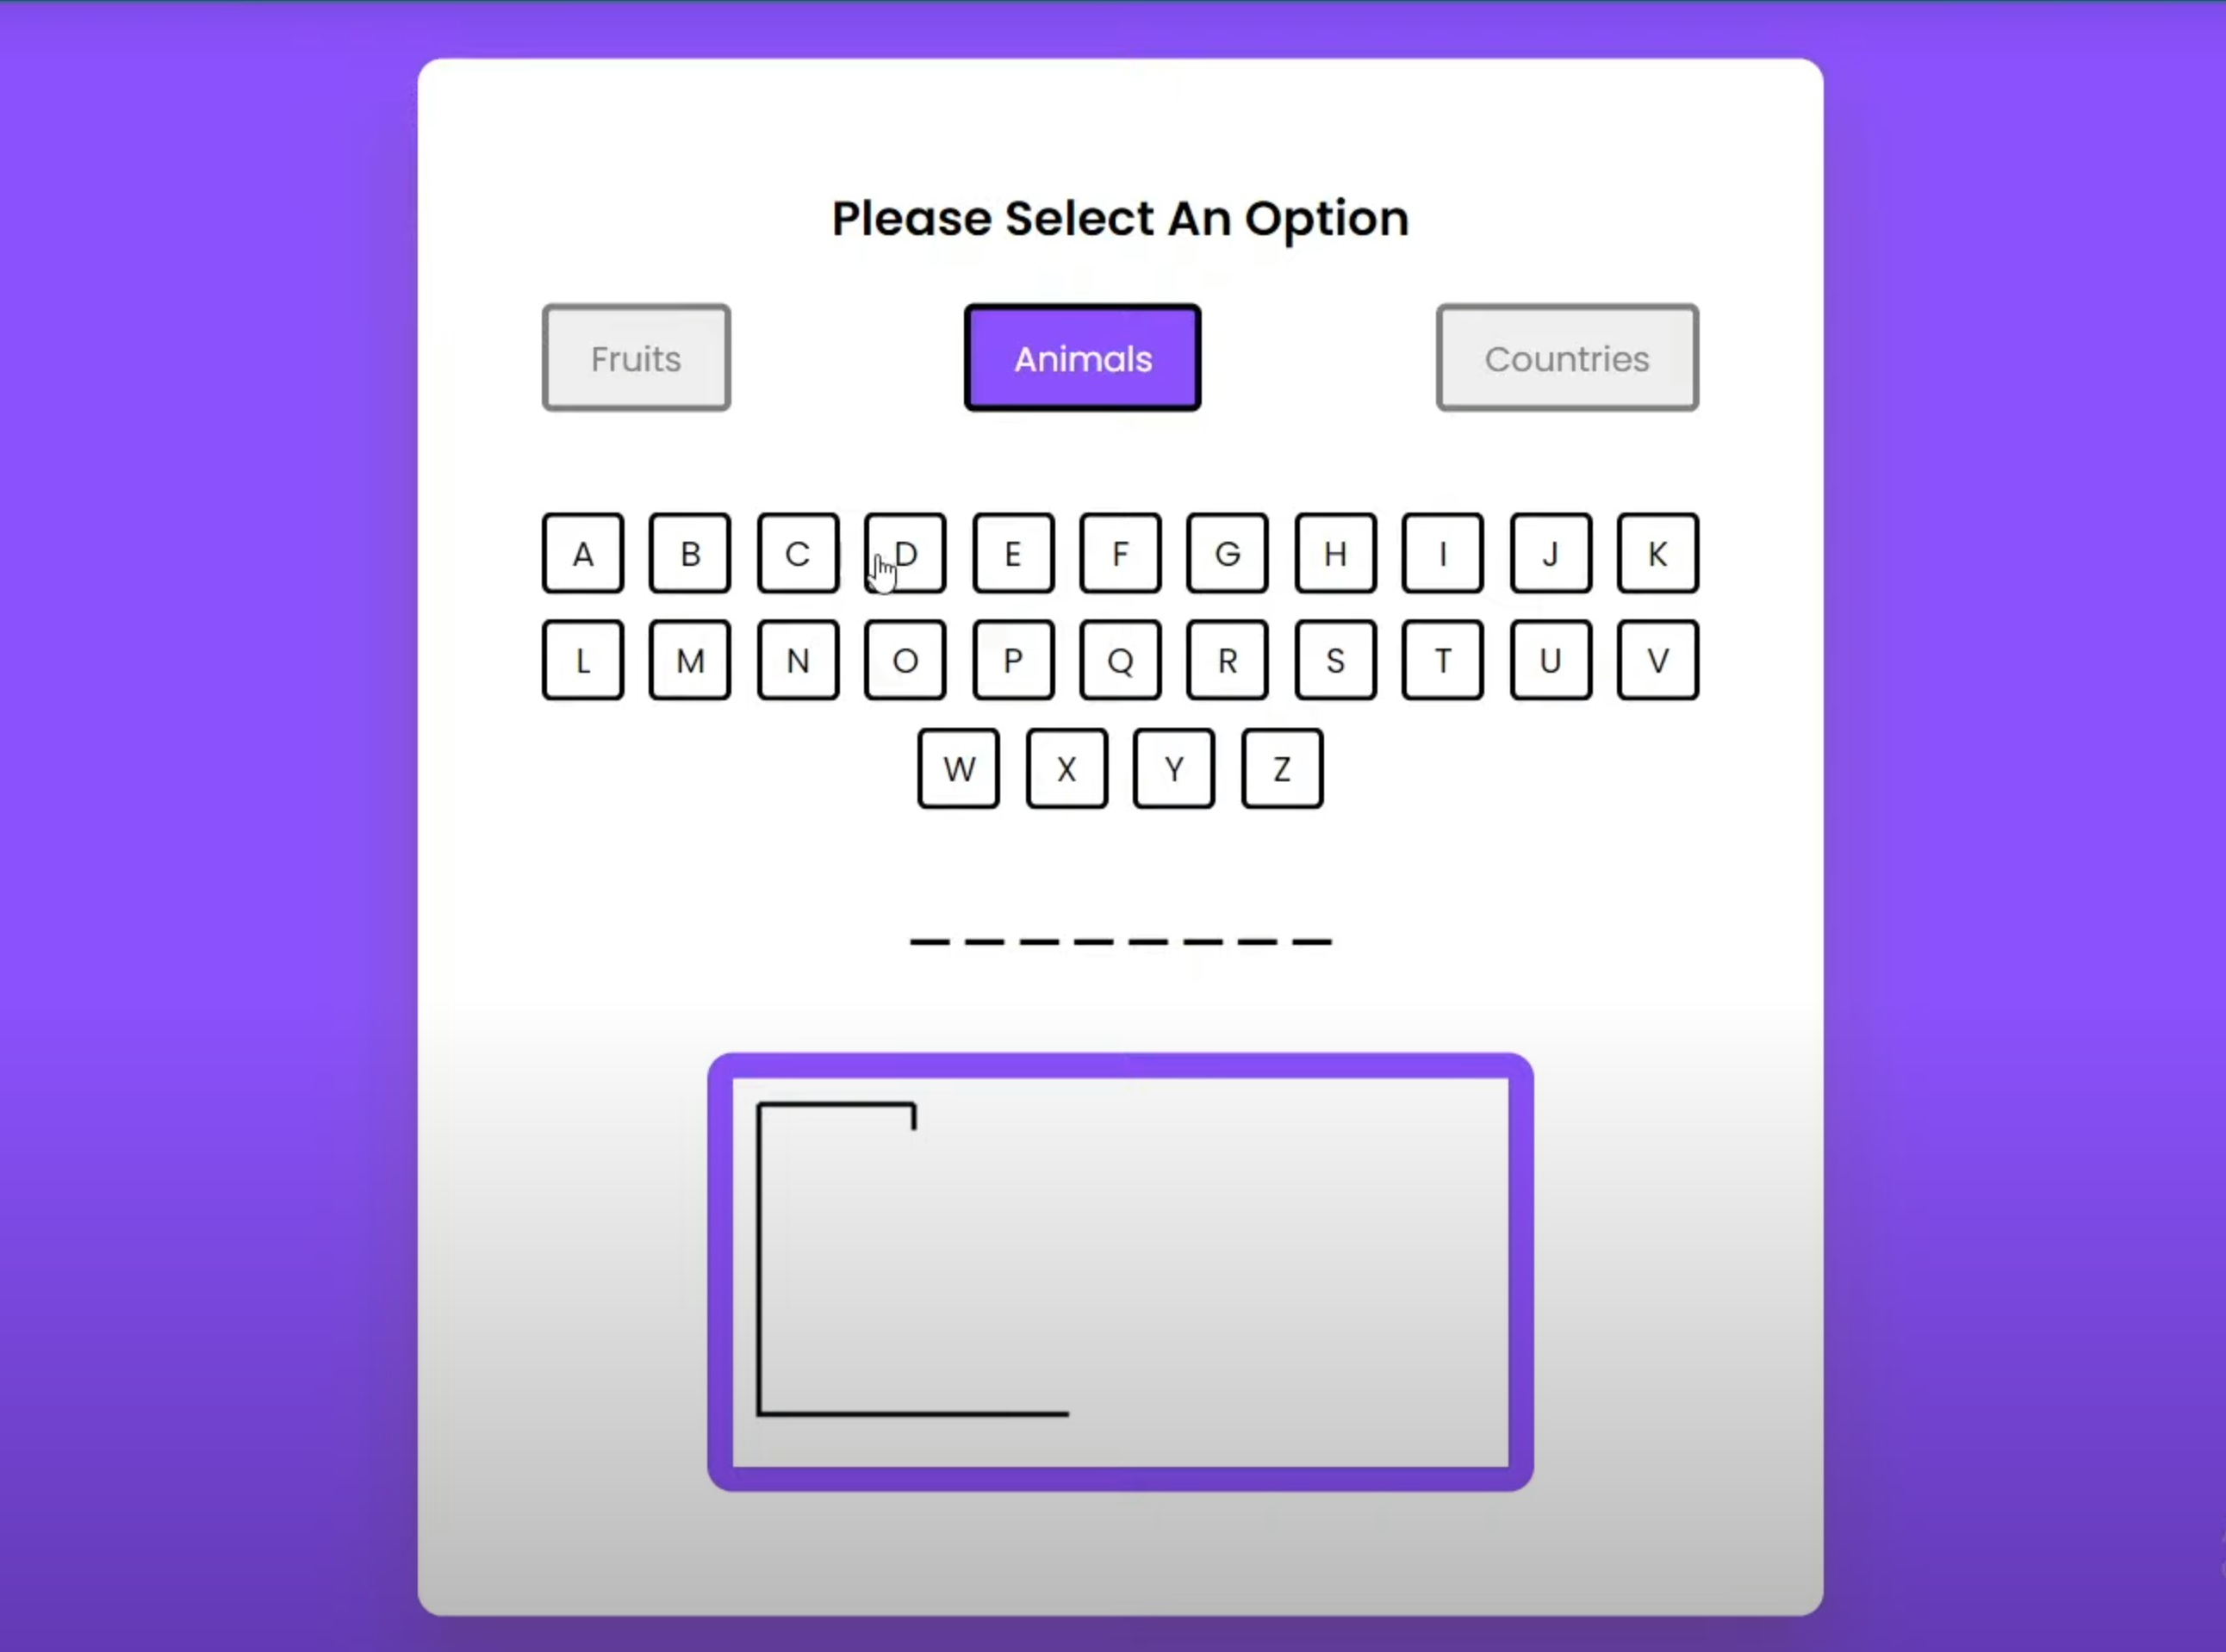 Please Select An Option
Fruits Animals Countries
A B C D E F G H I J K
L M N O P Q R S T U V
W X Y Z
_ _ _ _ _ _ _ _